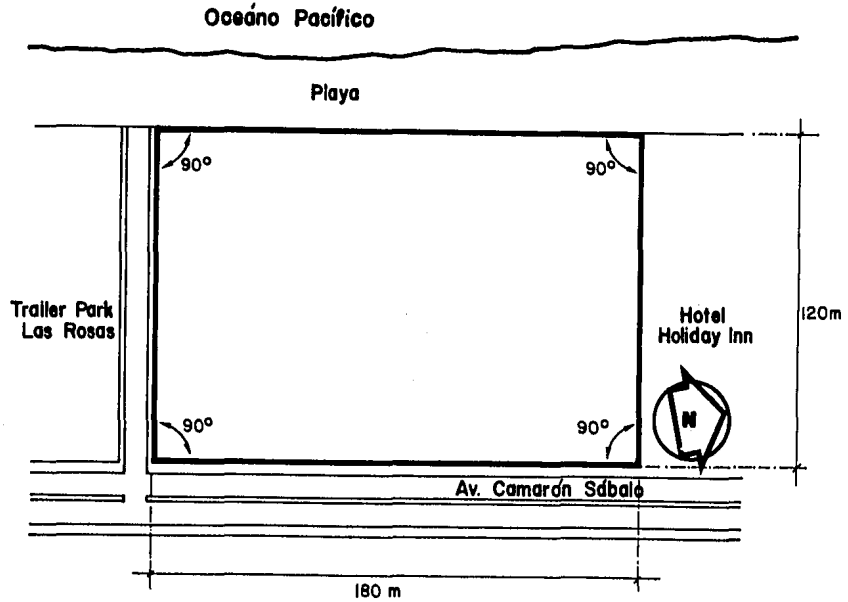 Oceáno Pacífico
Playa
90°
90°
Trailer Park
Las Rosas
Hotel
Holiday Inn
120m
90°
90°
N
Av. Camarón Sábalo
180 m